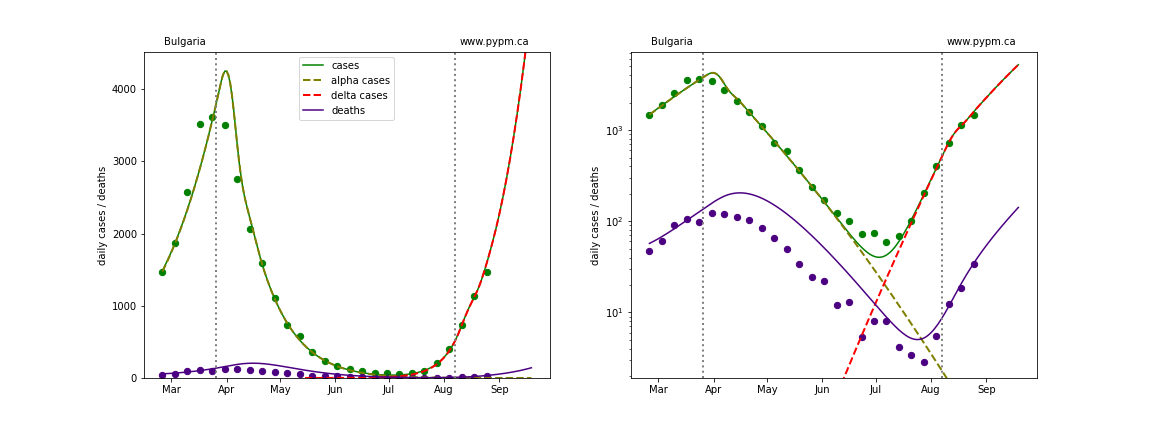 Bulgaria www.pypm.ca
daily cases / deaths
4000
3000
2000
1000
0
cases
alpha cases
delta cases
deaths
Mar Apr May Jun Jul Aug Sep
Bulgaria www.pypm.ca
daily cases / deaths
10³
10²
10¹
Mar Apr May Jun Jul Aug Sep